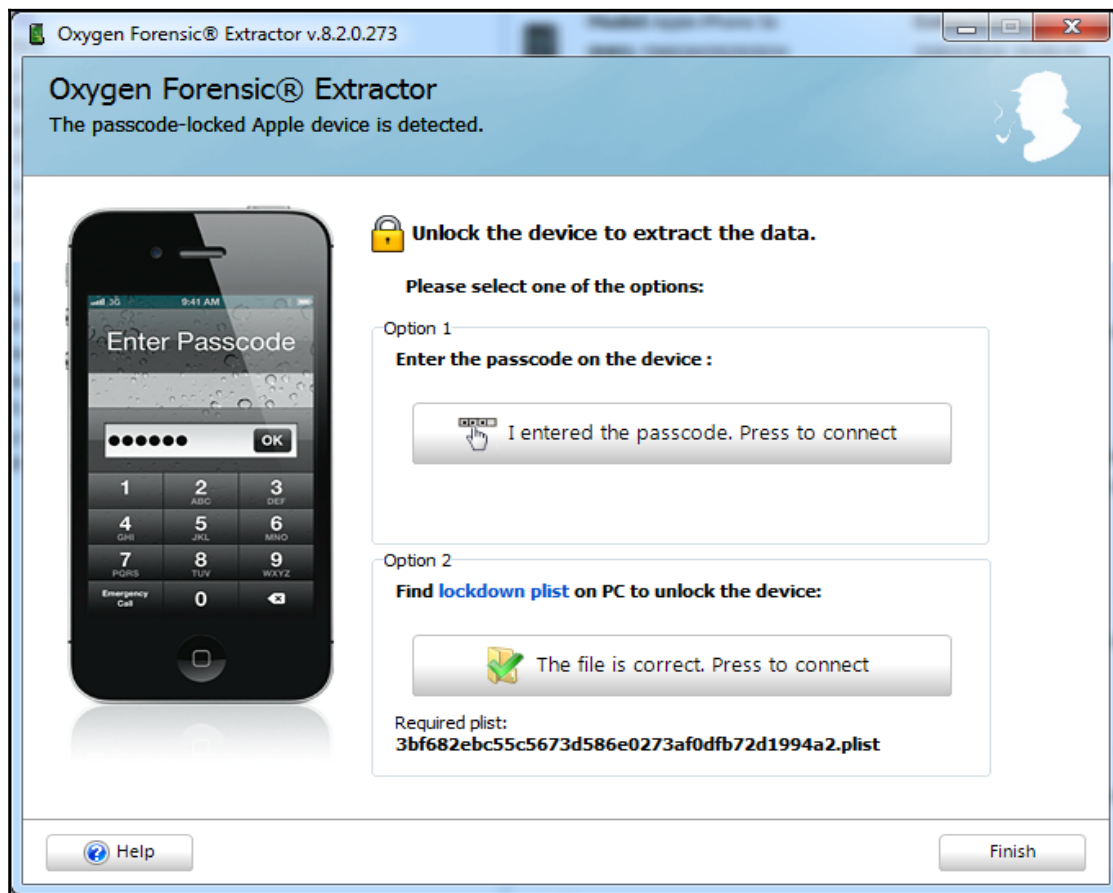 Oxygen Forensic® Extractor v.8.2.0.273
Oxygen Forensic® Extractor
The passcode-locked Apple device is detected.
3G 9:41 AM
Enter Passcode
OK
1 2 3
ABC DEF
4 5 6
GHI JKL MNO
7 8 9
PQRS TUV WXYZ
Emergency
Call
0
Unlock the device to extract the data.
Please select one of the options:
Option 1
Enter the passcode on the device :
I entered the passcode. Press to connect
Option 2
Find lockdown plist on PC to unlock the device:
The file is correct. Press to connect
Required plist:
3bf682ebc55c5673d586e0273af0dfb72d1994a2.plist
Help
Finish